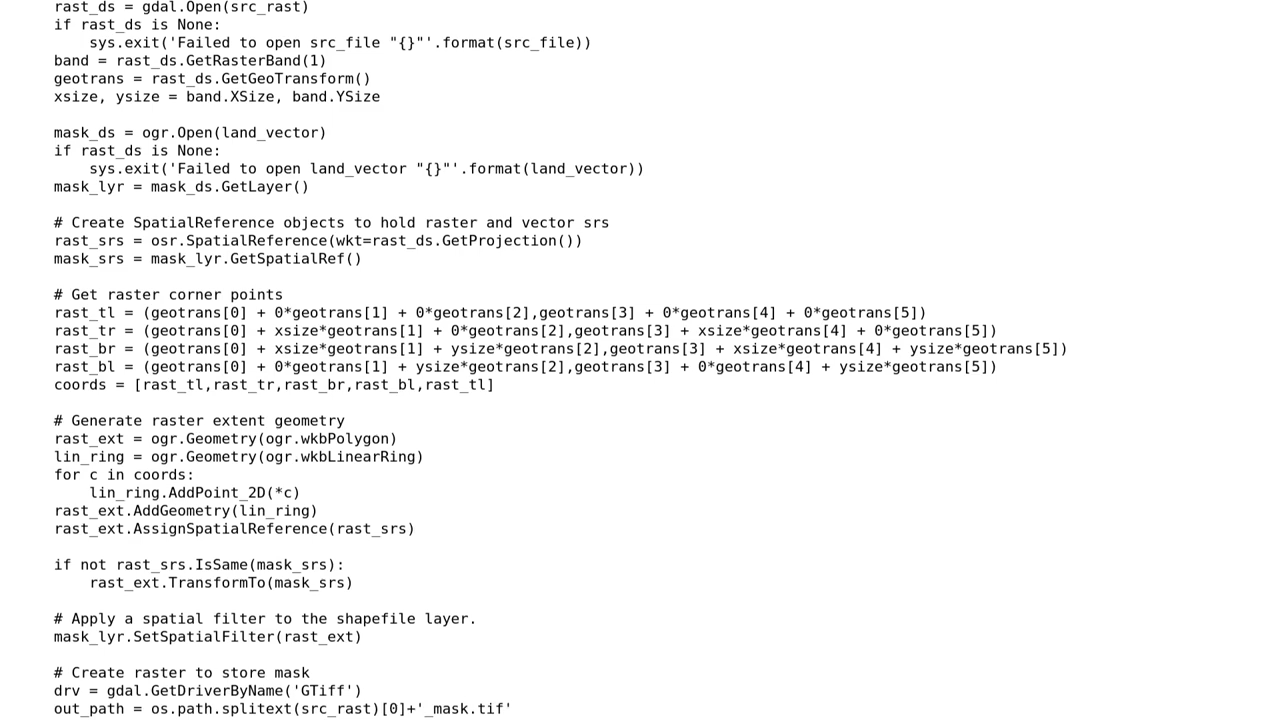 rast_ds = gdal.Open(src_rast)
if rast_ds is None:
    sys.exit('Failed to open src_file "{}"'.format(src_file))
band = rast_ds.GetRasterBand(1)
geotrans = rast_ds.GetGeoTransform()
xsize, ysize = band.XSize, band.YSize

mask_ds = ogr.Open(land_vector)
if rast_ds is None:
    sys.exit('Failed to open land_vector "{}"'.format(land_vector))
mask_lyr = mask_ds.GetLayer()

# Create SpatialReference objects to hold raster and vector srs
rast_srs = osr.SpatialReference(wkt=rast_ds.GetProjection())
mask_srs = mask_lyr.GetSpatialRef()

# Get raster corner points
rast_tl = (geotrans[0] + 0*geotrans[1] + 0*geotrans[2],geotrans[3] + 0*geotrans[4] + 0*geotrans[5])
rast_tr = (geotrans[0] + xsize*geotrans[1] + 0*geotrans[2],geotrans[3] + xsize*geotrans[4] + 0*geotrans[5])
rast_br = (geotrans[0] + xsize*geotrans[1] + ysize*geotrans[2],geotrans[3] + xsize*geotrans[4] + ysize*geotrans[5])
rast_bl = (geotrans[0] + 0*geotrans[1] + ysize*geotrans[2],geotrans[3] + 0*geotrans[4] + ysize*geotrans[5])
coords = [rast_tl,rast_tr,rast_br,rast_bl,rast_tl]

# Generate raster extent geometry
rast_ext = ogr.Geometry(ogr.wkbPolygon)
lin_ring = ogr.Geometry(ogr.wkbLinearRing)
for c in coords:
    lin_ring.AddPoint_2D(*c)
rast_ext.AddGeometry(lin_ring)
rast_ext.AssignSpatialReference(rast_srs)

if not rast_srs.IsSame(mask_srs):
    rast_ext.TransformTo(mask_srs)

# Apply a spatial filter to the shapefile layer.
mask_lyr.SetSpatialFilter(rast_ext)

# Create raster to store mask
drv = gdal.GetDriverByName('GTiff')
out_path = os.path.splitext(src_rast)[0]+'_mask.tif'